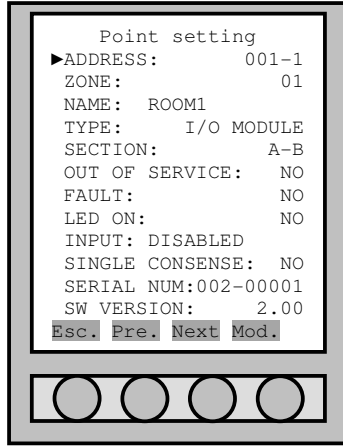 Point setting
►ADDRESS: 001-1
ZONE: 01
NAME: ROOM1
TYPE: I/O MODULE
SECTION: A-B
OUT OF SERVICE: NO
FAULT: NO
LED ON: NO
INPUT: DISABLED
SINGLE CONSENSE: NO
SERIAL NUM:002-00001
SW VERSION: 2.00
Esc. Pre. Next Mod.